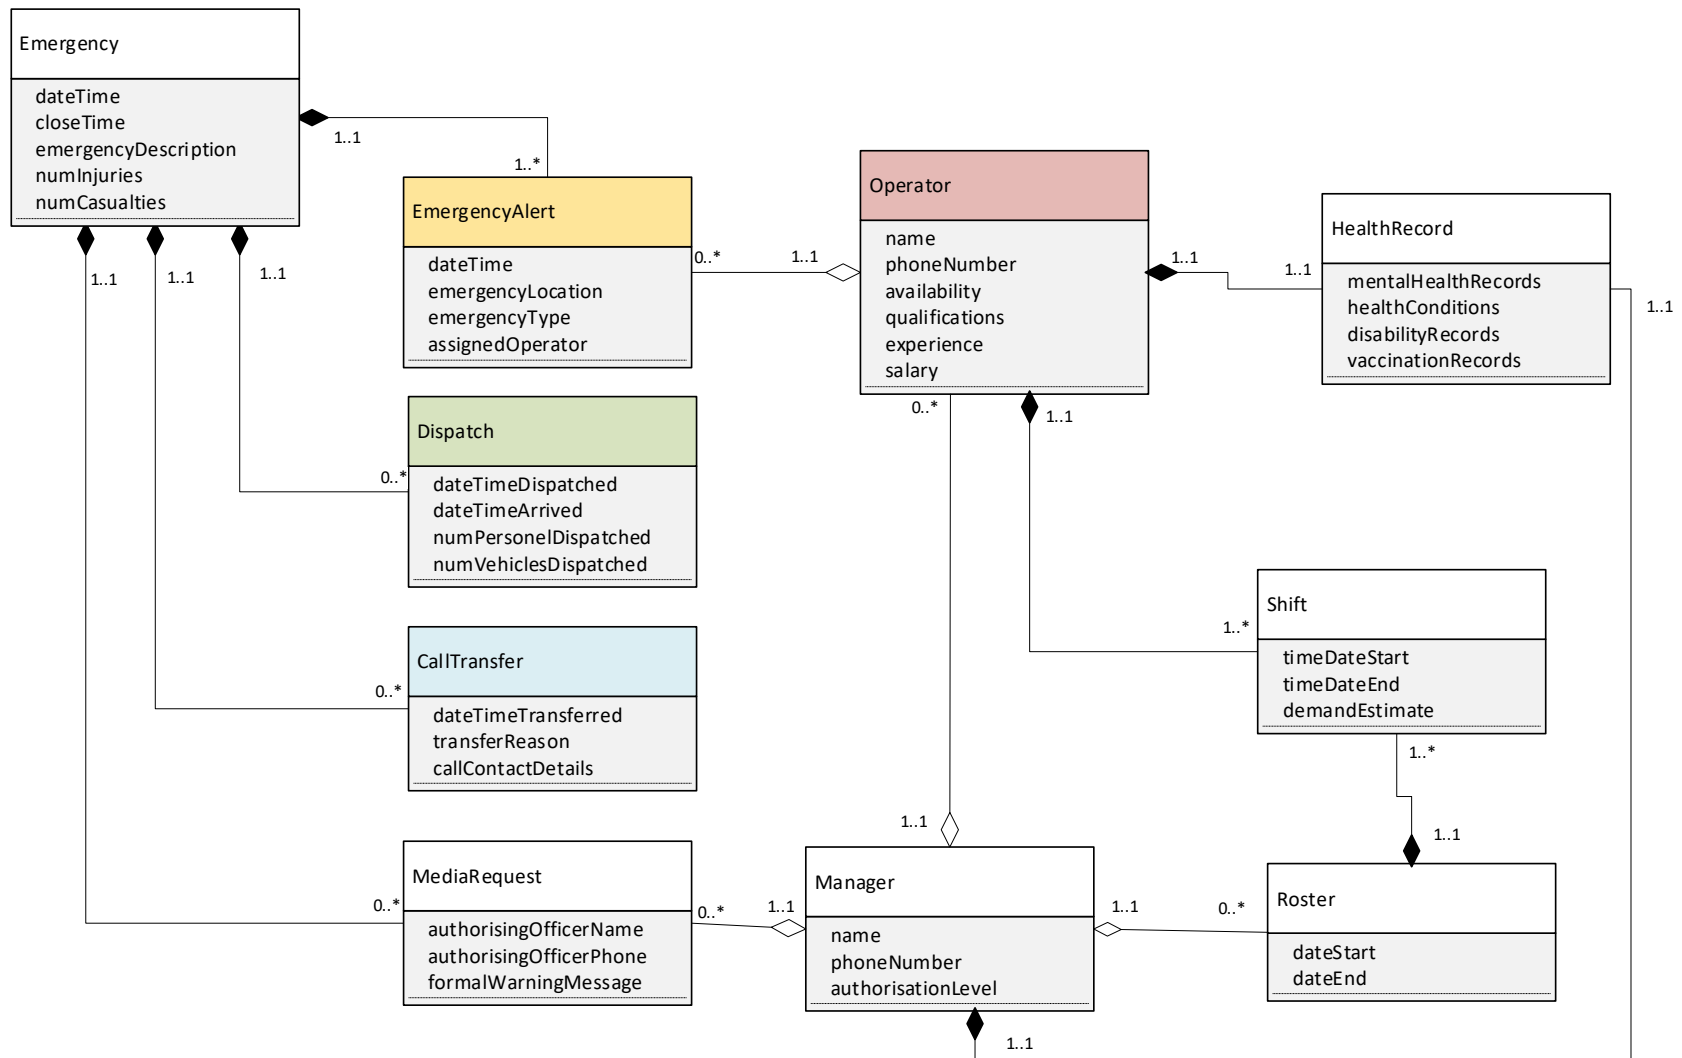 Emergency
dateTime
closeTime
emergencyDescription
numInjuries
numCasualties
1..1
1..*
1..1
1..1
1..1
EmergencyAlert
dateTime
emergencyLocation
emergencyType
assignedOperator
0..*
1..1
Operator
name
phoneNumber
availability
qualifications
experience
salary
1..1
1..1
HealthRecord
mentalHealthRecords
healthConditions
disabilityRecords
vaccinationRecords
1..1
0..*
1..1
Dispatch
dateTimeDispatched
dateTimeArrived
numPersonelDispatched
numVehiclesDispatched
0..*
CallTransfer
dateTimeTransferred
transferReason
callContactDetails
0..*
Shift
timeDateStart
timeDateEnd
demandEstimate
1..*
1..*
1..1
MediaRequest
authorisingOfficerName
authorisingOfficerPhone
formalWarningMessage
0..*
0..*
1..1
1..1
Manager
name
phoneNumber
authorisationLevel
1..1
0..*
1..1
Roster
dateStart
dateEnd